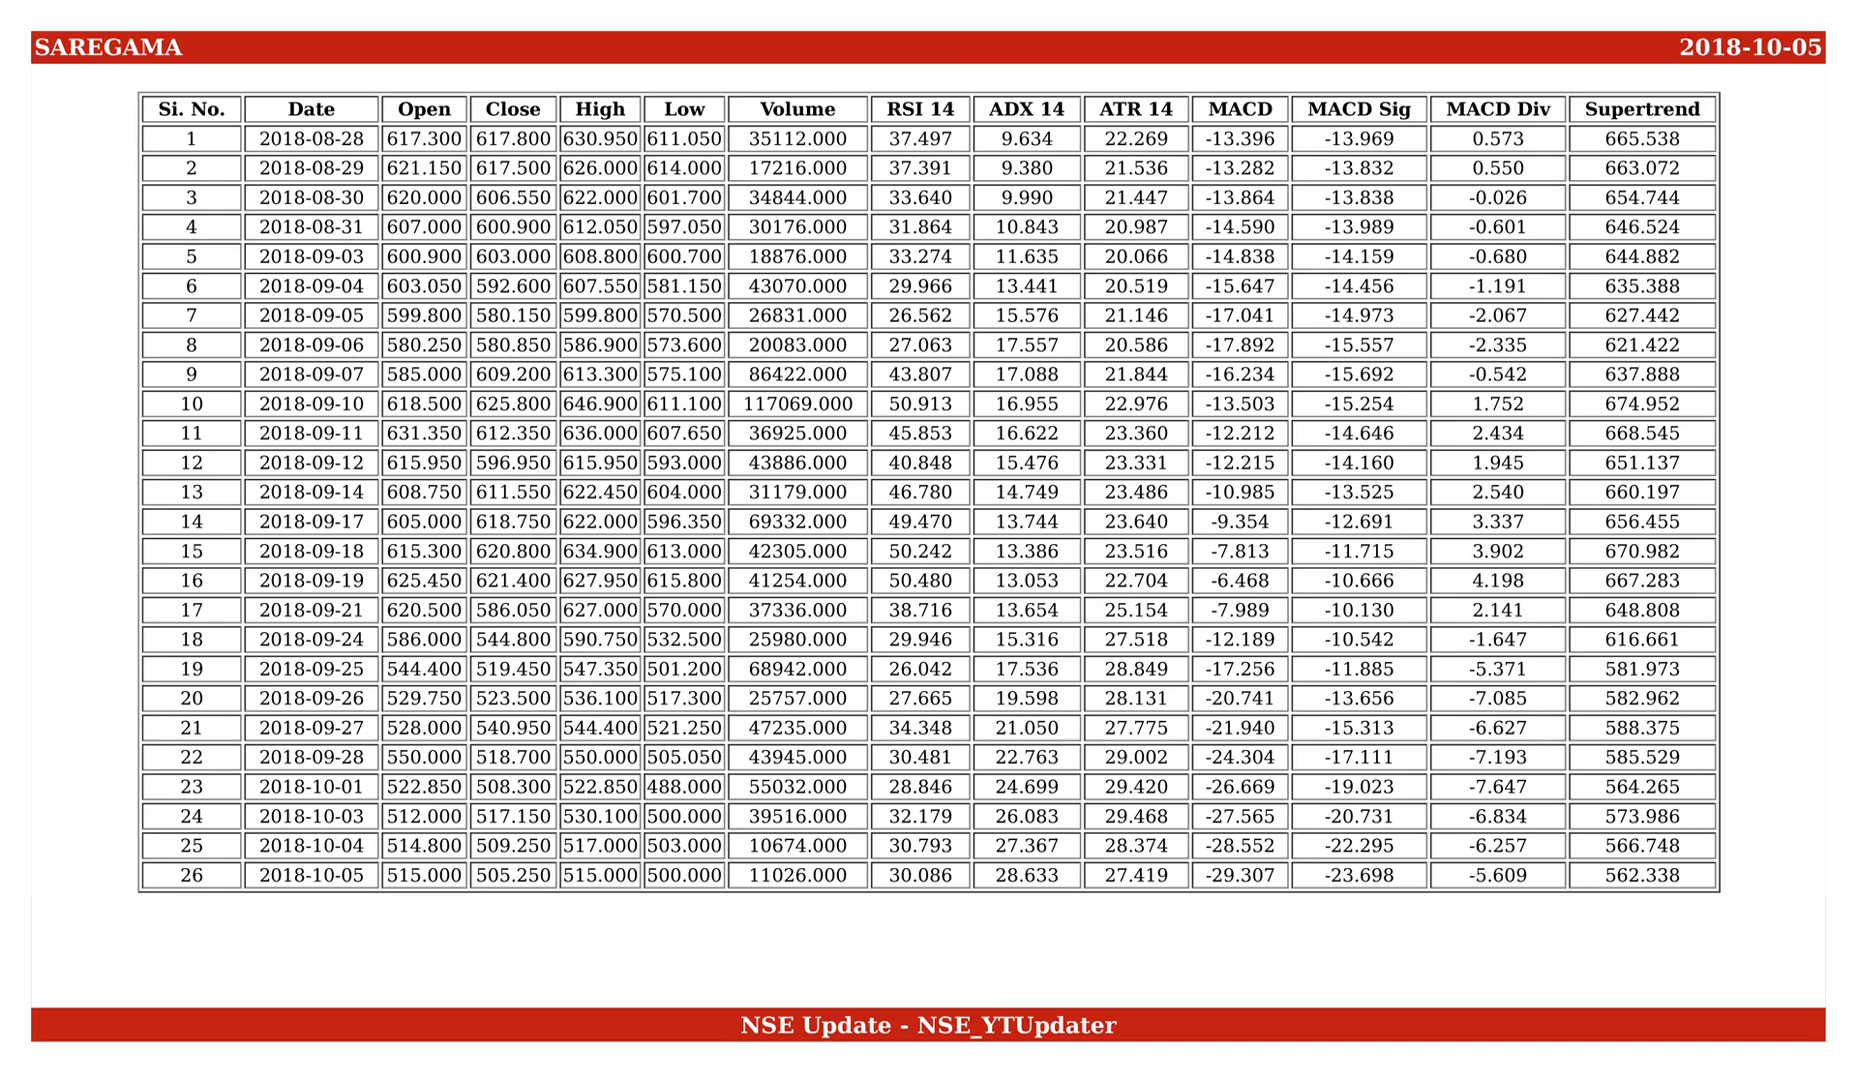 SAREGAMA 2018-10-05
Si. No. Date Open Close High Low Volume RSI 14 ADX 14 ATR 14 MACD MACD Sig MACD Div Supertrend
1 2018-08-28 617.300 617.800 630.950 611.050 35112.000 37.497 9.634 22.269 -13.396 -13.969 0.573 665.538
2 2018-08-29 621.150 617.500 626.000 614.000 17216.000 37.391 9.380 21.536 -13.282 -13.832 0.550 663.072
3 2018-08-30 620.000 606.550 622.000 601.700 34844.000 33.640 9.990 21.447 -13.864 -13.838 -0.026 654.744
4 2018-08-31 607.000 600.900 612.050 597.050 30176.000 31.864 10.843 20.987 -14.590 -13.989 -0.601 646.524
5 2018-09-03 600.900 603.000 608.800 600.700 18876.000 33.274 11.635 20.066 -14.838 -14.159 -0.680 644.882
6 2018-09-04 603.050 592.600 607.550 581.150 43070.000 29.966 13.441 20.519 -15.647 -14.456 -1.191 635.388
7 2018-09-05 599.800 580.150 599.800 570.500 26831.000 26.562 15.576 21.146 -17.041 -14.973 -2.067 627.442
8 2018-09-06 580.250 580.850 586.900 573.600 20083.000 27.063 17.557 20.586 -17.892 -15.557 -2.335 621.422
9 2018-09-07 585.000 609.200 613.300 575.100 86422.000 43.807 17.088 21.844 -16.234 -15.692 -0.542 637.888
10 2018-09-10 618.500 625.800 646.900 611.100 117069.000 50.913 16.955 22.976 -13.503 -15.254 1.752 674.952
11 2018-09-11 631.350 612.350 636.000 607.650 36925.000 45.853 16.622 23.360 -12.212 -14.646 2.434 668.545
12 2018-09-12 615.950 596.950 615.950 593.000 43886.000 40.848 15.476 23.331 -12.215 -14.160 1.945 651.137
13 2018-09-14 608.750 611.550 622.450 604.000 31179.000 46.780 14.749 23.486 -10.985 -13.525 2.540 660.197
14 2018-09-17 605.000 618.750 622.000 596.350 69332.000 49.470 13.744 23.640 -9.354 -12.691 3.337 656.455
15 2018-09-18 615.300 620.800 634.900 613.000 42305.000 50.242 13.386 23.516 -7.813 -11.715 3.902 670.982
16 2018-09-19 625.450 621.400 627.950 615.800 41254.000 50.480 13.053 22.704 -6.468 -10.666 4.198 667.283
17 2018-09-21 620.500 586.050 627.000 570.000 37336.000 38.716 13.654 25.154 -7.989 -10.130 2.141 648.808
18 2018-09-24 586.000 544.800 590.750 532.500 25980.000 29.946 15.316 27.518 -12.189 -10.542 -1.647 616.661
19 2018-09-25 544.400 519.450 547.350 501.200 68942.000 26.042 17.536 28.849 -17.256 -11.885 -5.371 581.973
20 2018-09-26 529.750 523.500 536.100 517.300 25757.000 27.665 19.598 28.131 -20.741 -13.656 -7.085 582.962
21 2018-09-27 528.000 540.950 544.400 521.250 47235.000 34.348 21.050 27.775 -21.940 -15.313 -6.627 588.375
22 2018-09-28 550.000 518.700 550.000 505.050 43945.000 30.481 22.763 29.002 -24.304 -17.111 -7.193 585.529
23 2018-10-01 522.850 508.300 522.850 488.000 55032.000 28.846 24.699 29.420 -26.669 -19.023 -7.647 564.265
24 2018-10-03 512.000 517.150 530.100 500.000 39516.000 32.179 26.083 29.468 -27.565 -20.731 -6.834 573.986
25 2018-10-04 514.800 509.250 517.000 503.000 10674.000 30.793 27.367 28.374 -28.552 -22.295 -6.257 566.748
26 2018-10-05 515.000 505.250 515.000 500.000 11026.000 30.086 28.633 27.419 -29.307 -23.698 -5.609 562.338
NSE Update - NSE_YTUpdater